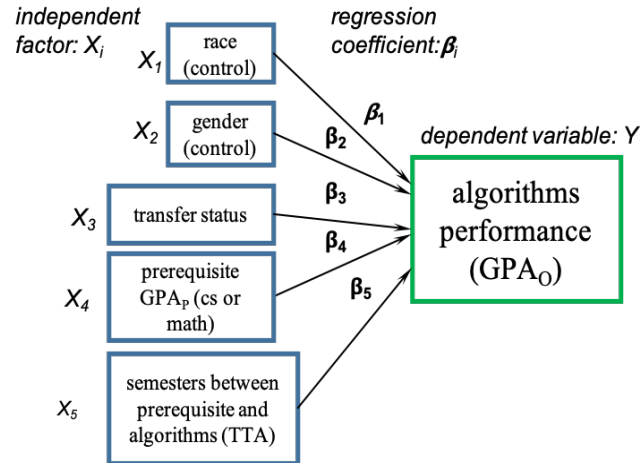 independent
factor: Xi
regression
coefficient:βi
X1
race
(control)
β1
X2
gender
(control)
β2
dependent variable: Y
X3
transfer status
β3
algorithms
performance
(GPAO)
X4
prerequisite
GPAP (cs or
math)
β4
X5
semesters between
prerequisite and
algorithms (TTA)
β5